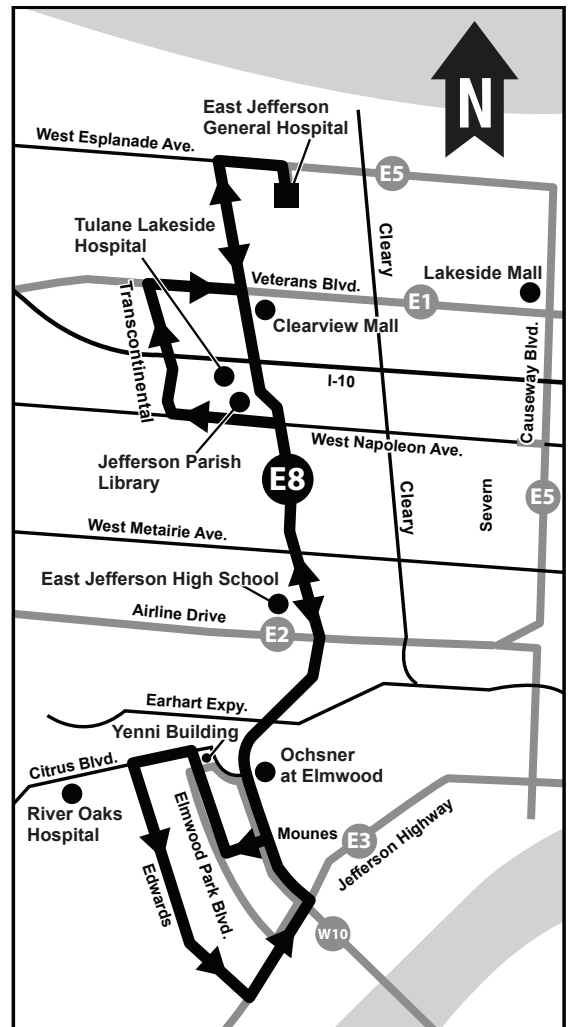 N
East Jefferson
General Hospital
West Esplanade Ave.
E5
Tulane Lakeside
Hospital
Cleary
Lakeside Mall
Veterans Blvd.
E1
Transcontinental
Clearview Mall
Causeway Blvd.
I-10
West Napoleon Ave.
Jefferson Parish
Library
E8
Cleary
Severn
E5
West Metairie Ave.
East Jefferson High School
Airline Drive
E2
Earhart Expy.
Yenni Building
Citrus Blvd.
Ochsner
at Elmwood
River Oaks
Hospital
Elmwood Park Blvd.
Mounes
E3
Jefferson Highway
Edwards
W10